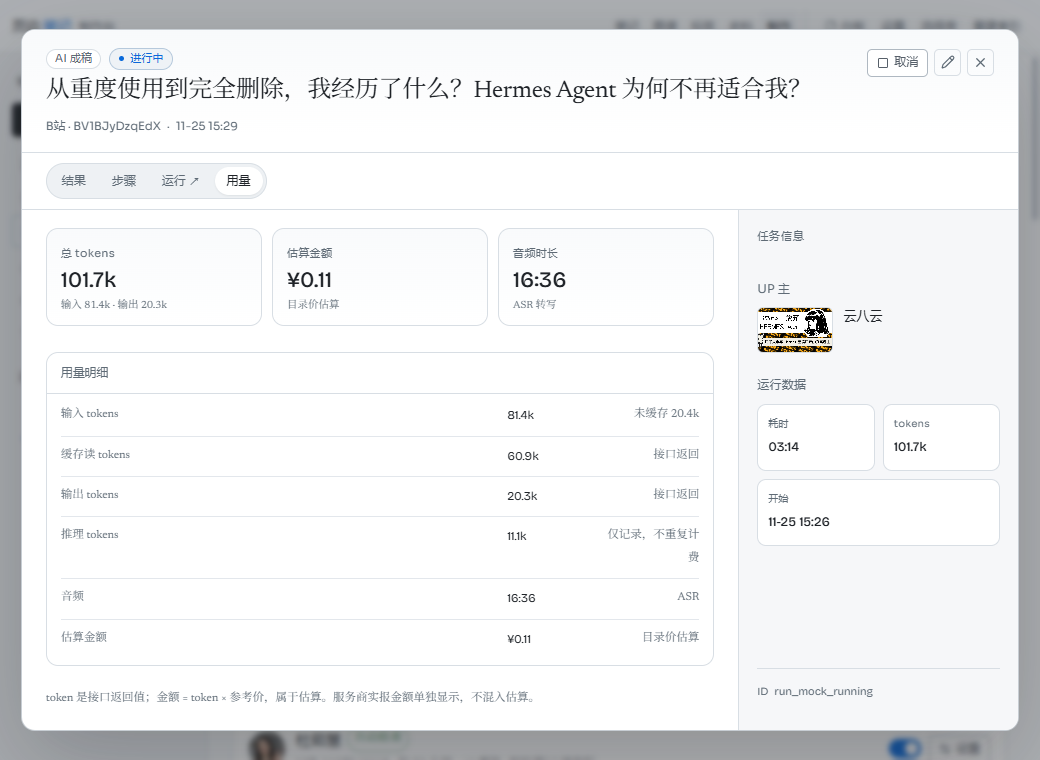 AI 成稿
进行中
取消
从重度使用到完全删除，我经历了什么？Hermes Agent 为何不再适合我？
B站 · BV1BJyDzqEdX · 11-25 15:29
结果 步骤 运行 ↗ 用量
总 tokens
101.7k
输入 81.4k · 输出 20.3k
估算金额
¥0.11
目录价估算
音频时长
16:36
ASR 转写
用量明细
输入 tokens 81.4k 未缓存 20.4k
缓存读 tokens 60.9k 接口返回
输出 tokens 20.3k 接口返回
推理 tokens 11.1k 仅记录，不重复计
费
音频 16:36 ASR
估算金额 ¥0.11 目录价估算
token 是接口返回值；金额 = token × 参考价，属于估算。服务商实报金额单独显示，不混入估算。
任务信息
UP 主
云八云
运行数据
耗时
03:14
tokens
101.7k
开始
11-25 15:26
ID run_mock_running